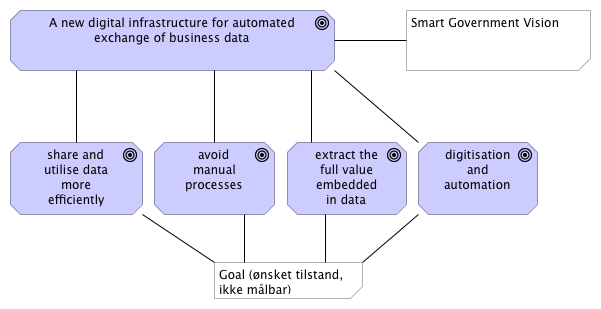 A new digital infrastructure for automated
exchange of business data
Smart Government Vision
share and
utilise data
more
efficiently
avoid
manual
processes
extract the
full value
embedded
in data
digitisation
and
automation
Goal (ønsket tilstand,
ikke målbar)